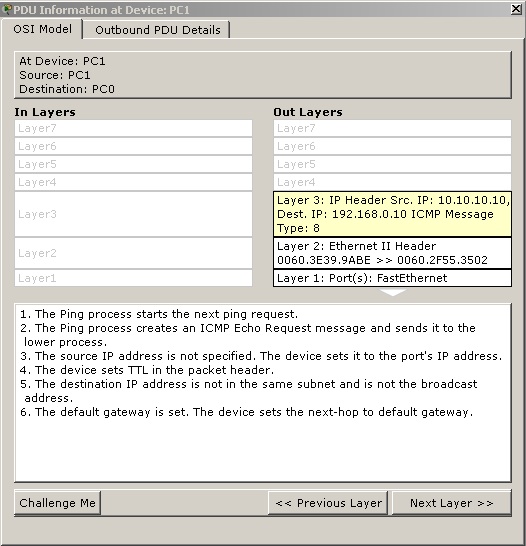 PDU Information at Device: PC1
OSI Model
Outbound PDU Details
At Device: PC1
Source: PC1
Destination: PC0
In Layers
Layer7
Layer6
Layer5
Layer4
Layer3
Layer2
Layer1
Out Layers
Layer7
Layer6
Layer5
Layer4
Layer 3: IP Header Src. IP: 10.10.10.10,
Dest. IP: 192.168.0.10 ICMP Message
Type: 8
Layer 2: Ethernet II Header
0060.3E39.9ABE >> 0060.2F55.3502
Layer 1: Port(s): FastEthernet
1. The Ping process starts the next ping request.
2. The Ping process creates an ICMP Echo Request message and sends it to the
lower process.
3. The source IP address is not specified. The device sets it to the port's IP address.
4. The device sets TTL in the packet header.
5. The destination IP address is not in the same subnet and is not the broadcast
address.
6. The default gateway is set. The device sets the next-hop to default gateway.
Challenge Me
<< Previous Layer
Next Layer >>